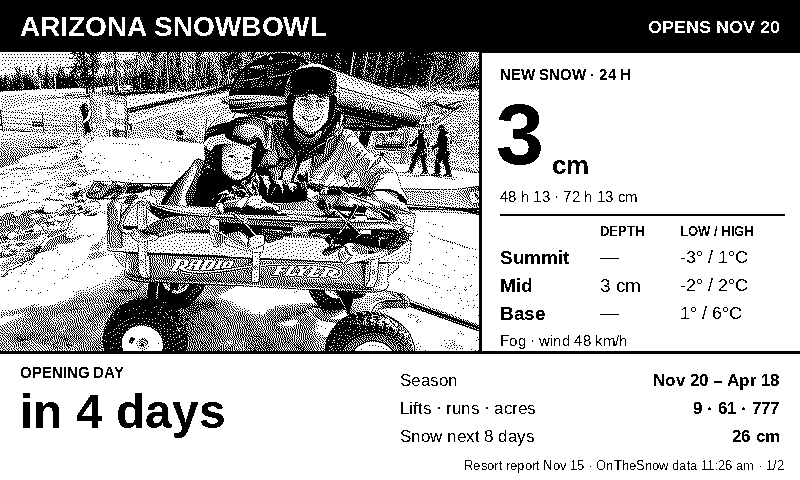 ARIZONA SNOWBOWL
OPENS NOV 20
NEW SNOW · 24 H
3 cm
48 h 13 · 72 h 13 cm
DEPTH LOW / HIGH
Summit — -3° / 1°C
Mid 3 cm -2° / 2°C
Base — 1° / 6°C
Fog · wind 48 km/h
RADIO FLYER
OPENING DAY
in 4 days
Season Nov 20 – Apr 18
Lifts · runs · acres 9 · 61 · 777
Snow next 8 days 26 cm
Resort report Nov 15 · OnTheSnow data 11:26 am · 1/2